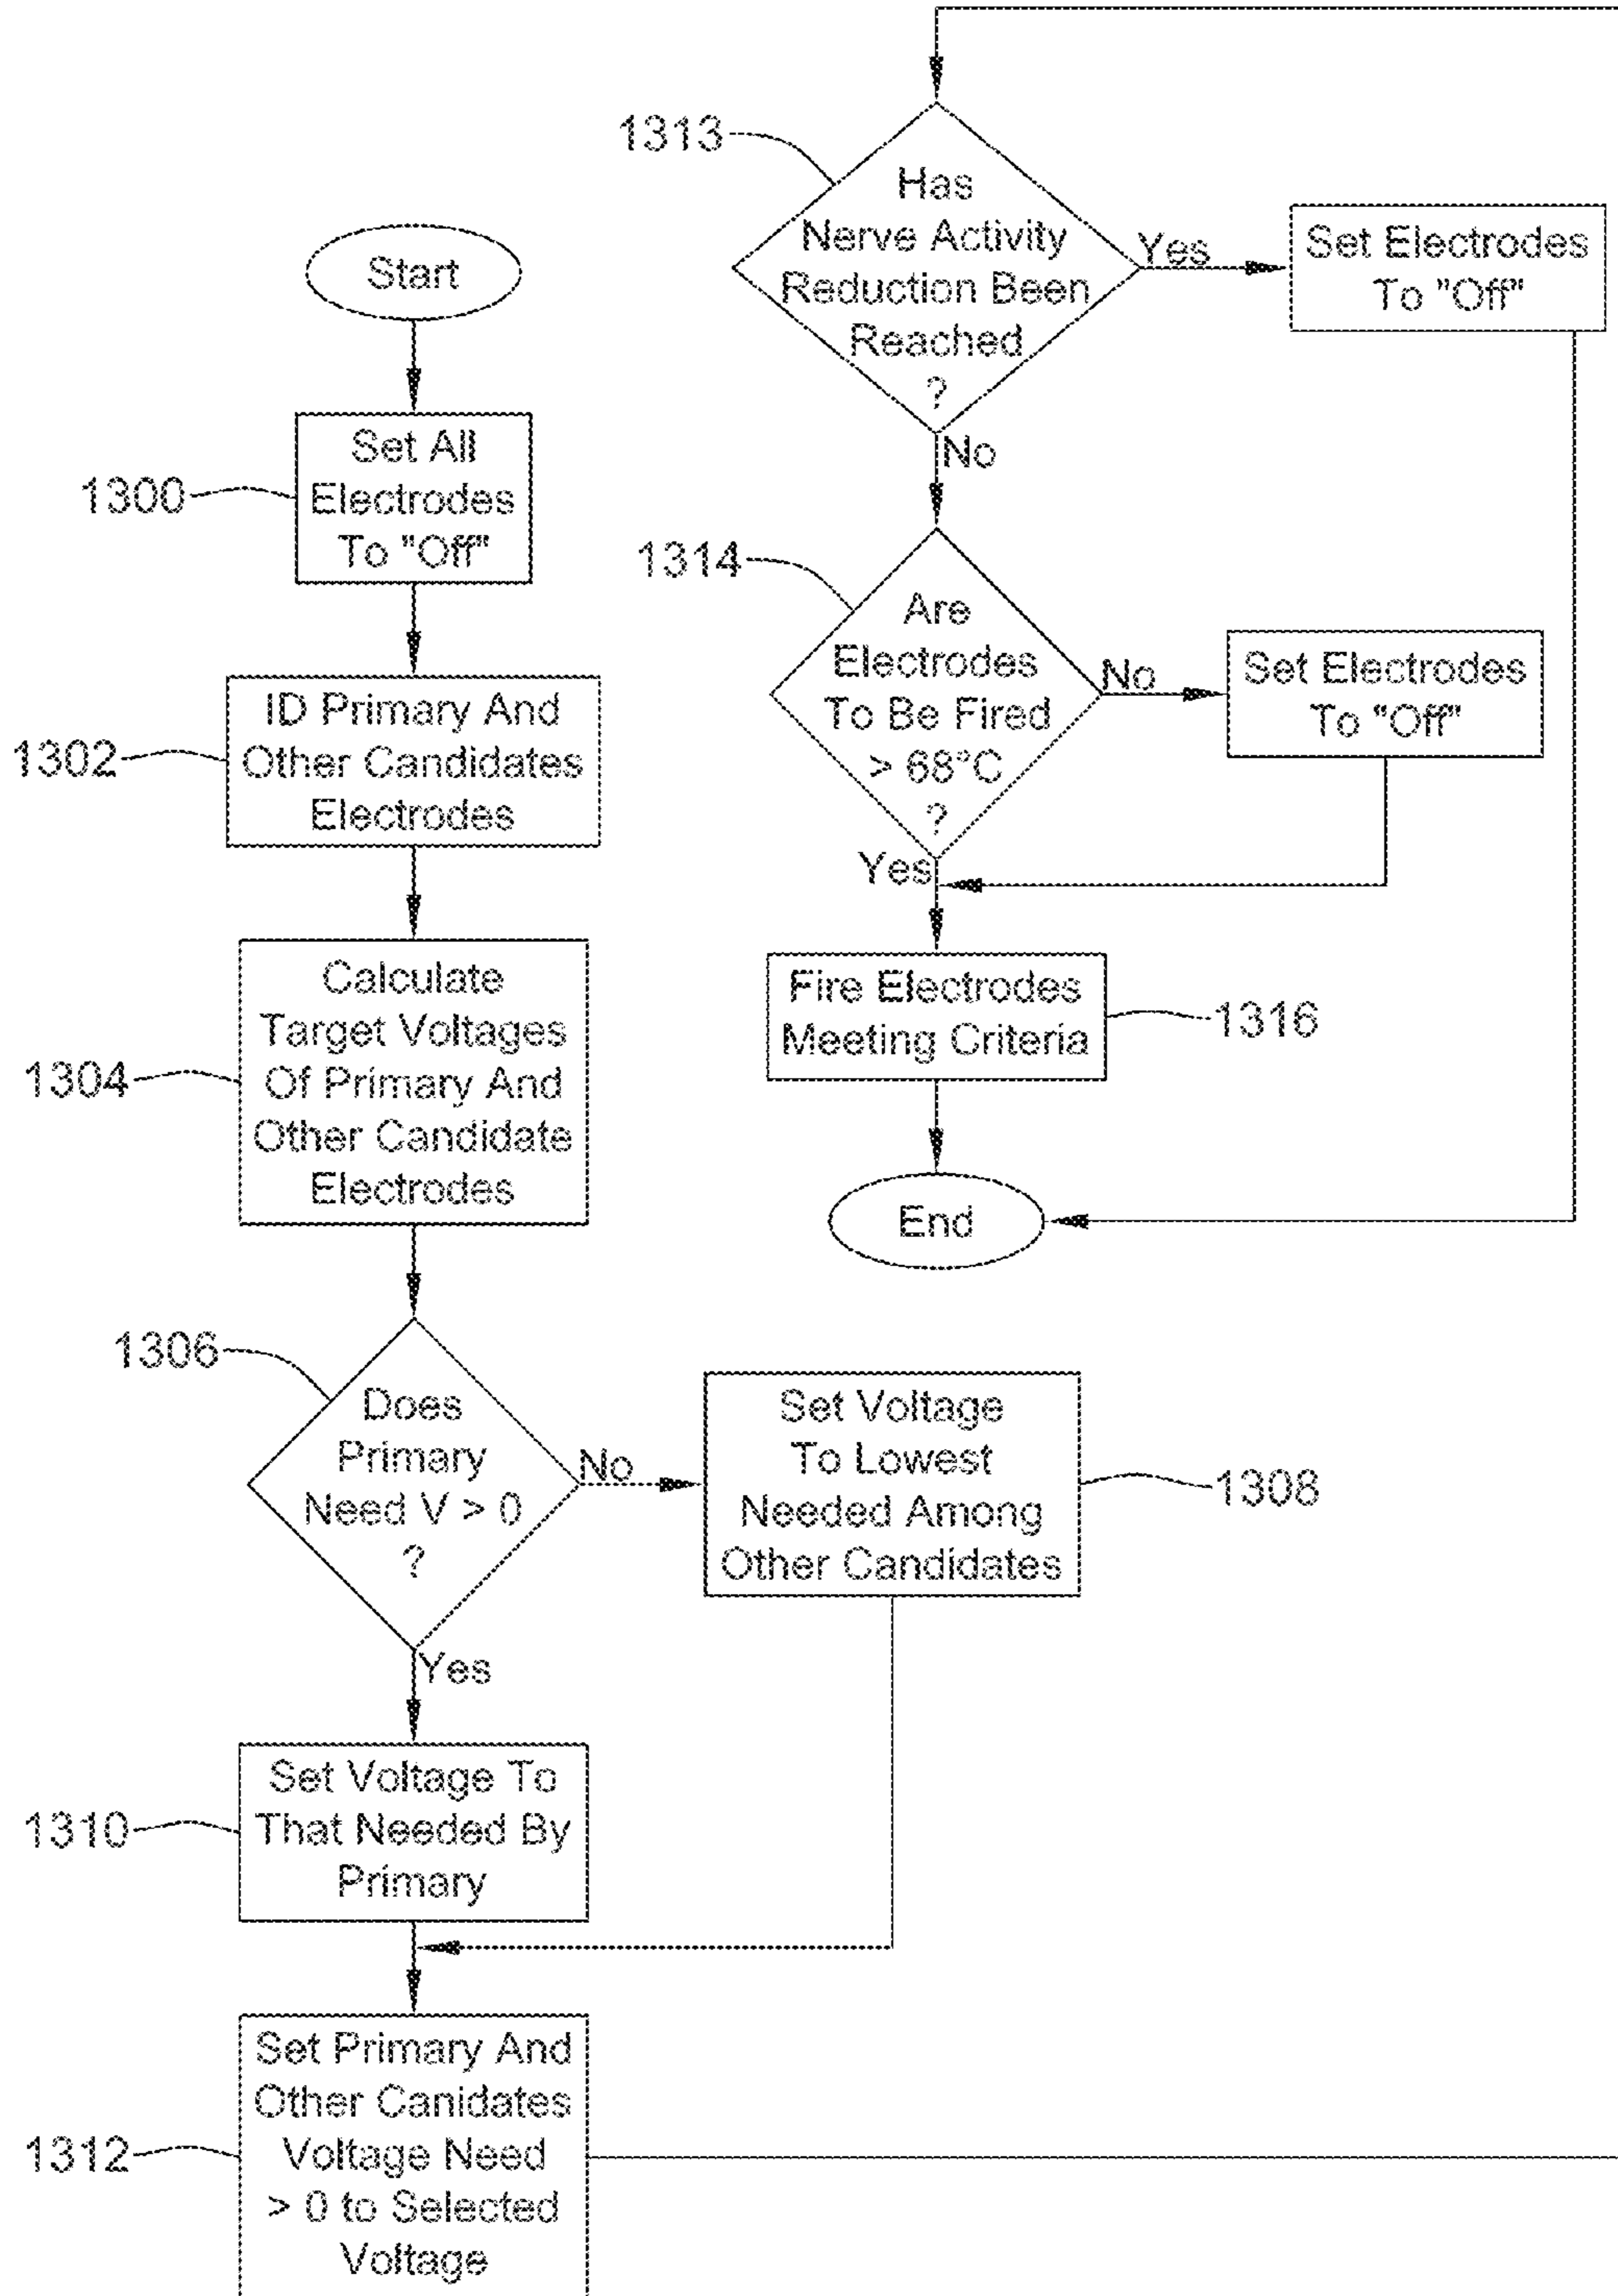 Start
1300
Set All
Electrodes
To "Off"
1302
ID Primary And
Other Candidates
Electrodes
1304
Calculate
Target Voltages
Of Primary And
Other Candidate
Electrodes
1306
Does
Primary
Need V > 0
?
No
Set Voltage
To Lowest
Needed Among
Other Candidates
1308
Yes
1310
Set Voltage To
That Needed By
Primary
1312
Set Primary And
Other Canidates
Voltage Need
> 0 to Selected
Voltage
1313
Has
Nerve Activity
Reduction Been
Reached
?
Yes
Set Electrodes
To "Off"
No
1314
Are
Electrodes
To Be Fired
> 68°C
?
No
Set Electrodes
To "Off"
Yes
Fire Electrodes
Meeting Criteria
1316
End